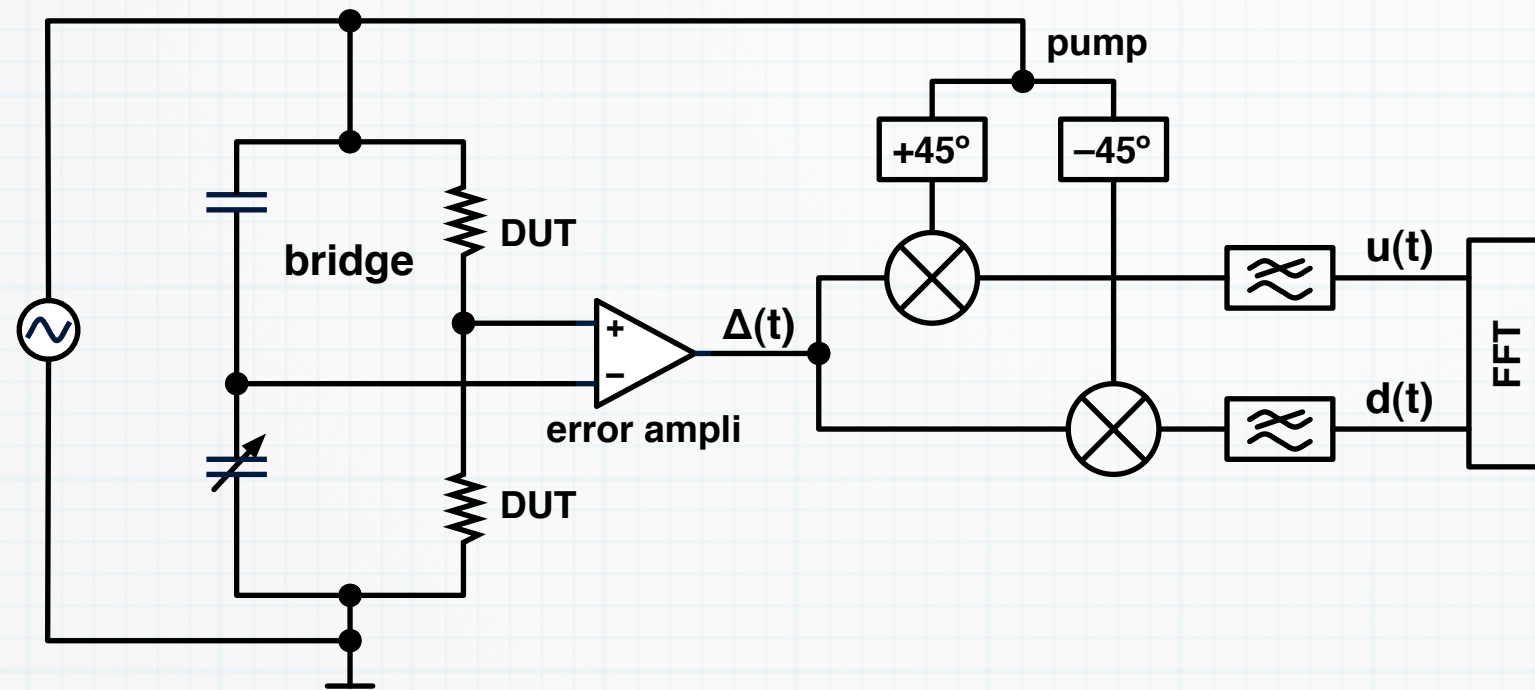 pump
+45º
–45º
DUT
bridge
u(t)
+
Δ(t)
–
FFT
d(t)
error ampli
DUT